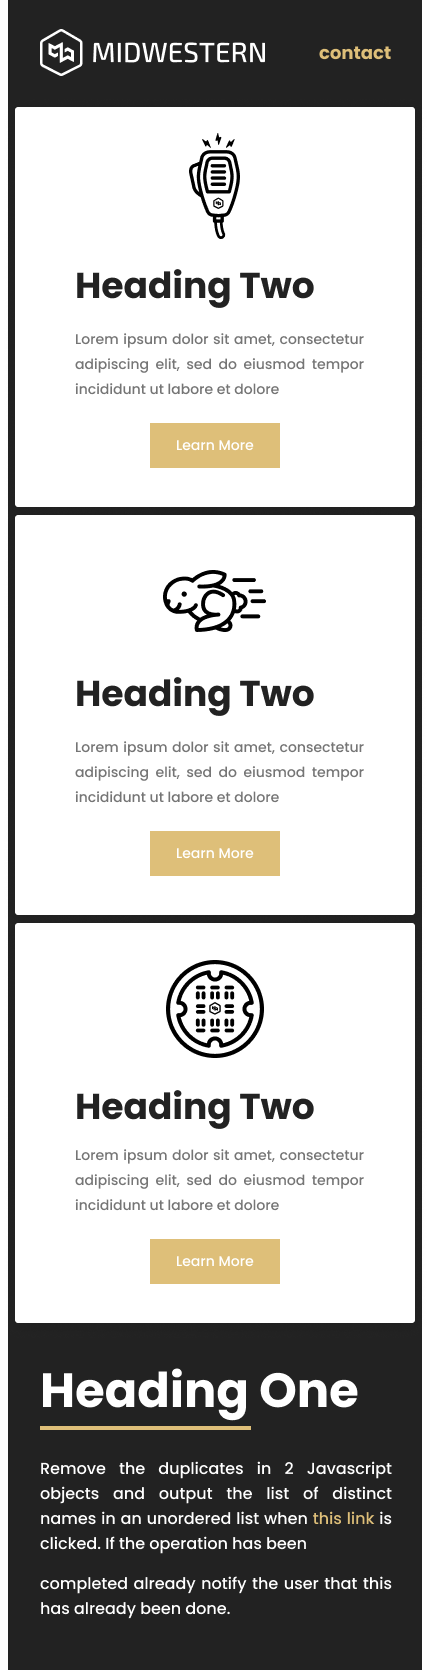 MIDWESTERN
contact
Heading Two
Lorem ipsum dolor sit amet, consectetur
adipiscing elit, sed do eiusmod tempor
incididunt ut labore et dolore
Learn More
Heading Two
Lorem ipsum dolor sit amet, consectetur
adipiscing elit, sed do eiusmod tempor
incididunt ut labore et dolore
Learn More
Heading Two
Lorem ipsum dolor sit amet, consectetur
adipiscing elit, sed do eiusmod tempor
incididunt ut labore et dolore
Learn More
Heading One
Remove the duplicates in 2 Javascript
objects and output the list of distinct
names in an unordered list when this link is
clicked. If the operation has been
completed already notify the user that this
has already been done.